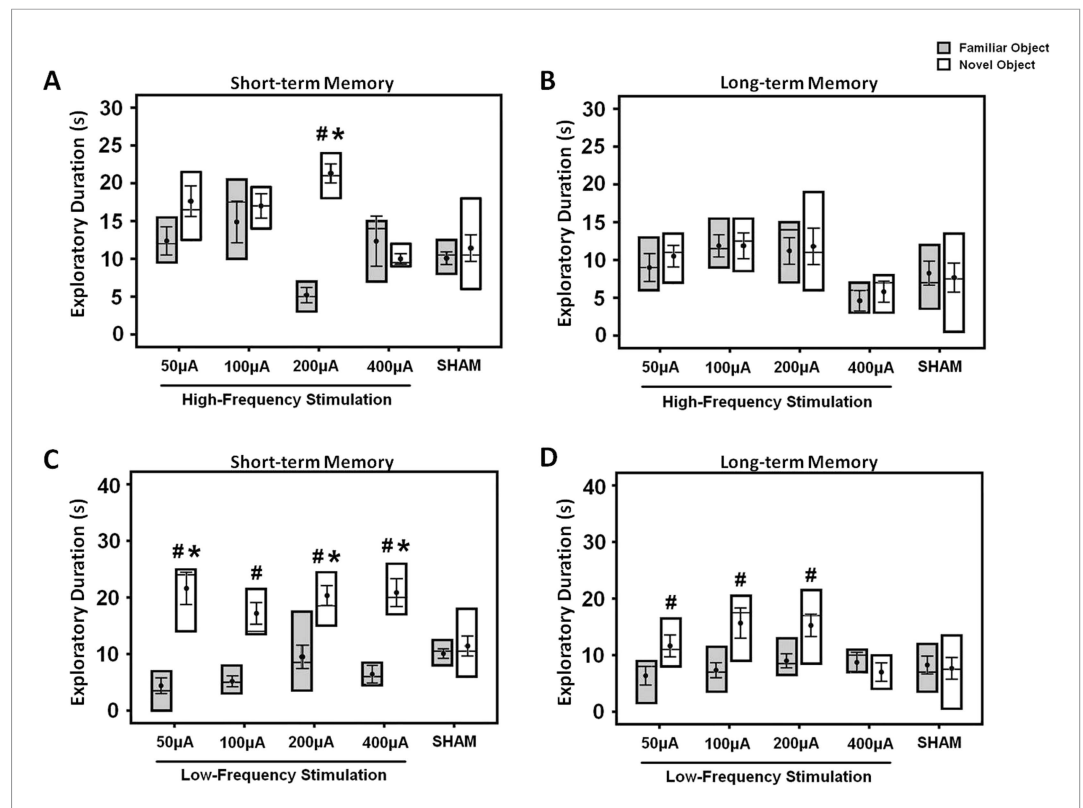 Familiar Object
Novel Object
A
Short-term Memory
Exploratory Duration (s)
30
25
20
15
10
5
0
#*
50µA 100µA 200µA 400µA SHAM
High-Frequency Stimulation
B
Long-term Memory
Exploratory Duration (s)
30
25
20
15
10
5
0
50µA 100µA 200µA 400µA SHAM
High-Frequency Stimulation
C
Short-term Memory
Exploratory Duration (s)
40
30
20
10
0
#* # #* #*
50µA 100µA 200µA 400µA SHAM
Low-Frequency Stimulation
D
Long-term Memory
Exploratory Duration (s)
40
30
20
10
0
# # #
50µA 100µA 200µA 400µA SHAM
Low-Frequency Stimulation